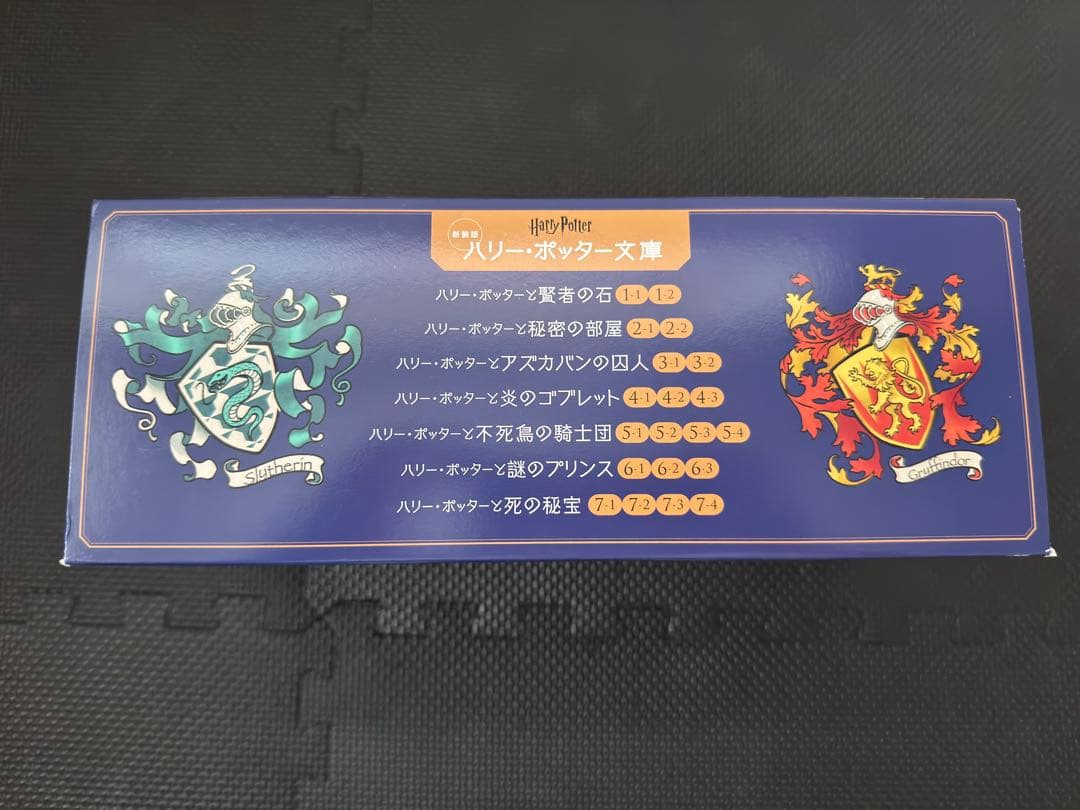 Harry Potter
新装版
ハリー・ポッター文庫
ハリー・ポッターと賢者の石 1-1 1-2
ハリー・ポッターと秘密の部屋 2-1 2-2
ハリー・ポッターとアズカバンの囚人 3-1 3-2
ハリー・ポッターと炎のゴブレット 4-1 4-2 4-3
ハリー・ポッターと不死鳥の騎士団 5-1 5-2 5-3 5-4
ハリー・ポッターと謎のプリンス 6-1 6-2 6-3
ハリー・ポッターと死の秘宝 7-1 7-2 7-3 7-4
Slytherin
Gryffindor